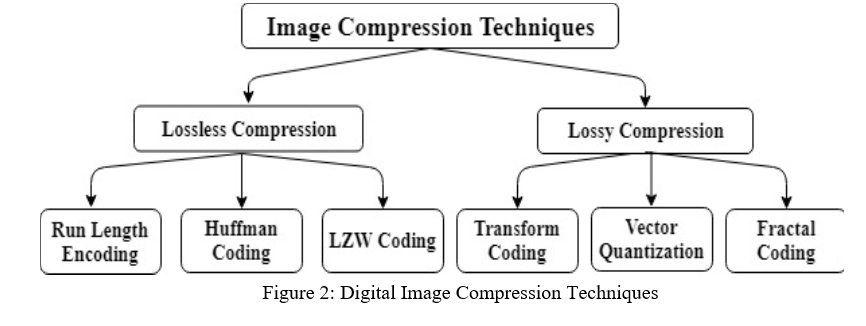 Image Compression Techniques
Lossless Compression
Lossy Compression
Run Length
Encoding
Huffman
Coding
LZW Coding
Transform
Coding
Vector
Quantization
Fractal
Coding
Figure 2: Digital Image Compression Techniques